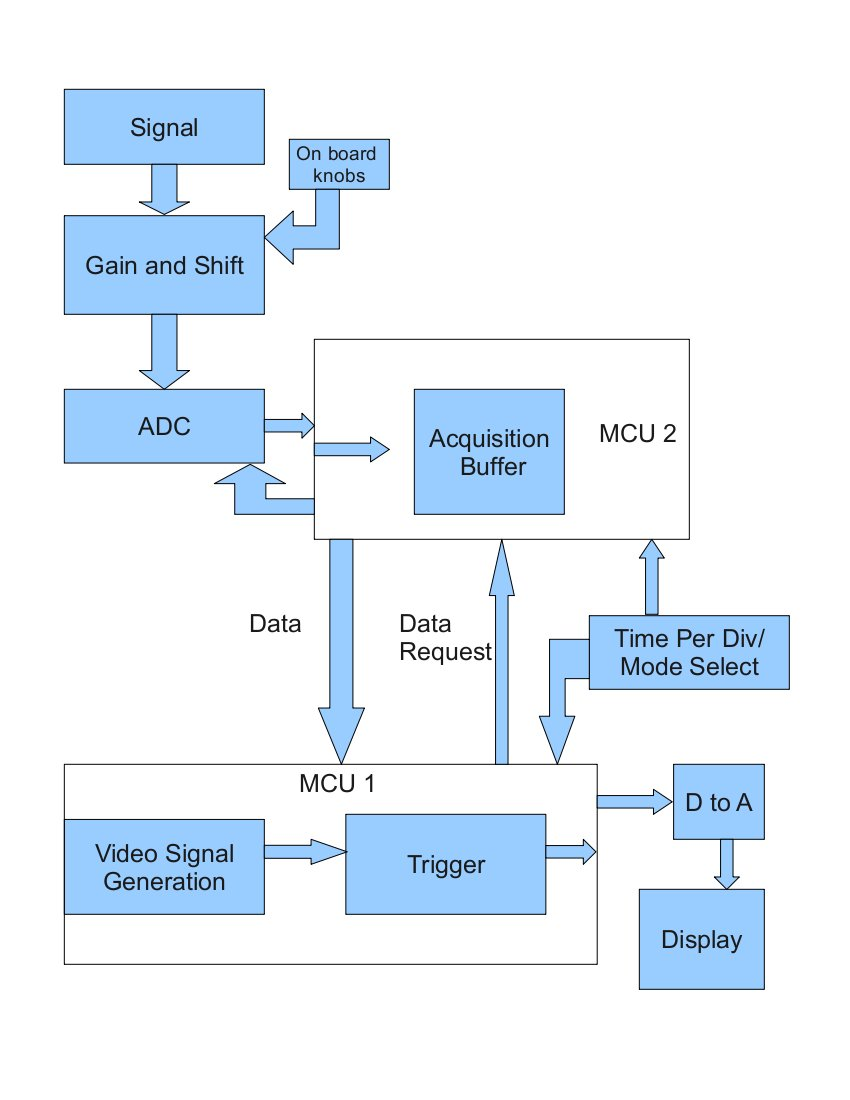 Signal
On board
knobs
Gain and Shift
ADC
Acquisition
Buffer
MCU 2
Data
Data
Request
Time Per Div/
Mode Select
MCU 1
D to A
Video Signal
Generation
Trigger
Display